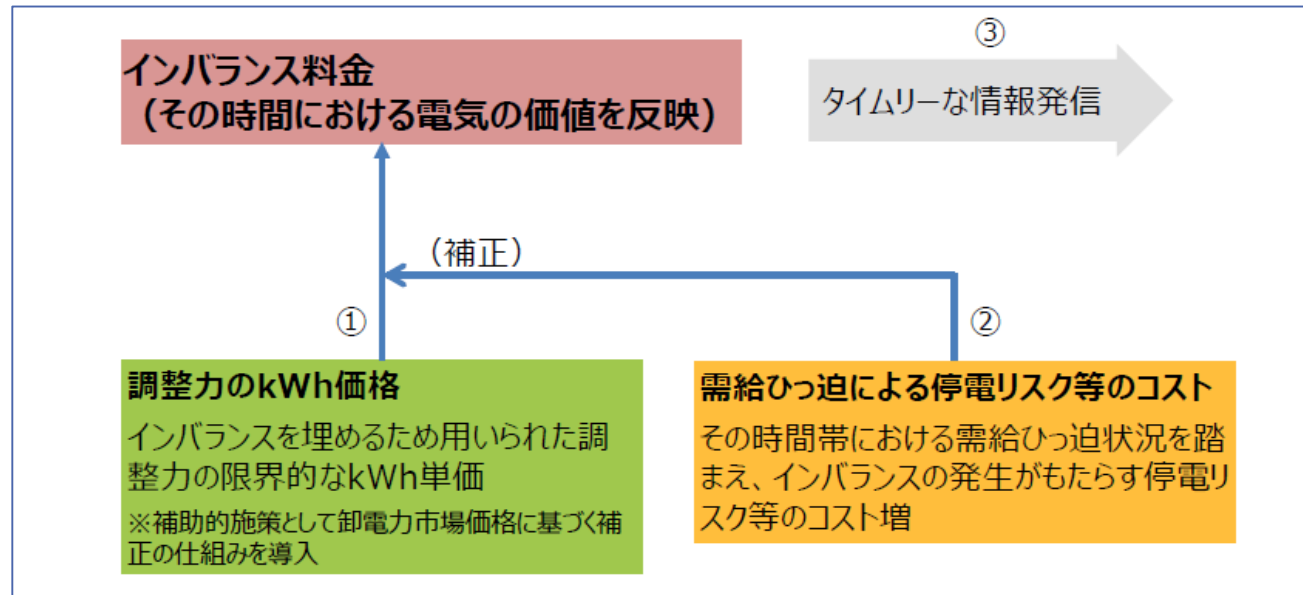 ③
インバランス料金
（その時間における電気の価値を反映）
タイムリーな情報発信
（補正）
①
②
調整力のkWh価格
インバランスを埋めるため用いられた調
整力の限界的なkWh単価
※補助的施策として卸電力市場価格に基づく補
正の仕組みを導入
需給ひっ迫による停電リスク等のコスト
その時間帯における需給ひっ迫状況を踏
まえ、インバランスの発生がもたらす停電リ
スク等のコスト増